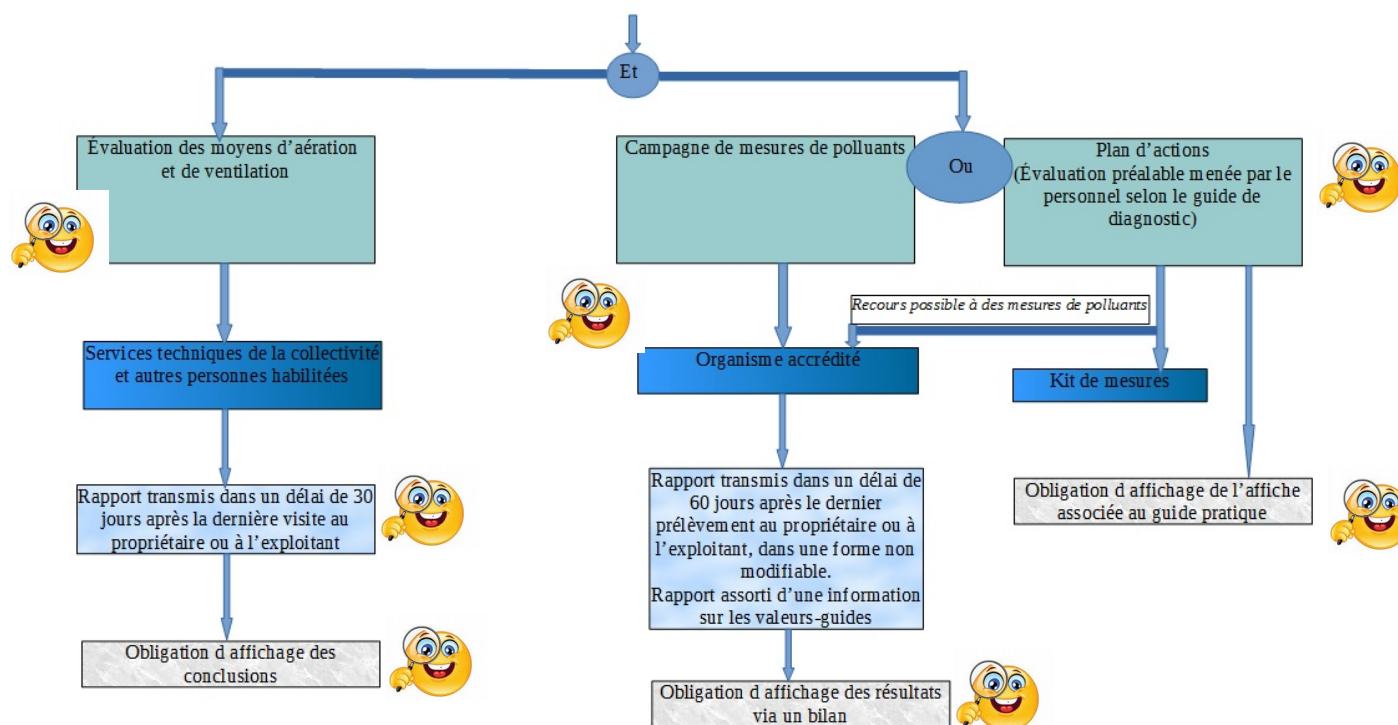 Et
Évaluation des moyens d'aération
et de ventilation
Campagne de mesures de polluants
Ou
Plan d'actions
(Évaluation préalable menée par le
personnel selon le guide de
diagnostic)
Recours possible à des mesures de polluants
Services techniques de la collectivité
et autres personnes habilitées
Organisme accrédité
Kit de mesures
Rapport transmis dans un délai de 30
jours après la dernière visite au
propriétaire ou à l'exploitant
Rapport transmis dans un délai de
60 jours après le dernier
prélèvement au propriétaire ou à
l'exploitant, dans une forme non
modifiable.
Rapport assorti d'une information
sur les valeurs-guides
Obligation d affichage de l'affiche
associée au guide pratique
Obligation d affichage des
conclusions
Obligation d affichage des résultats
via un bilan